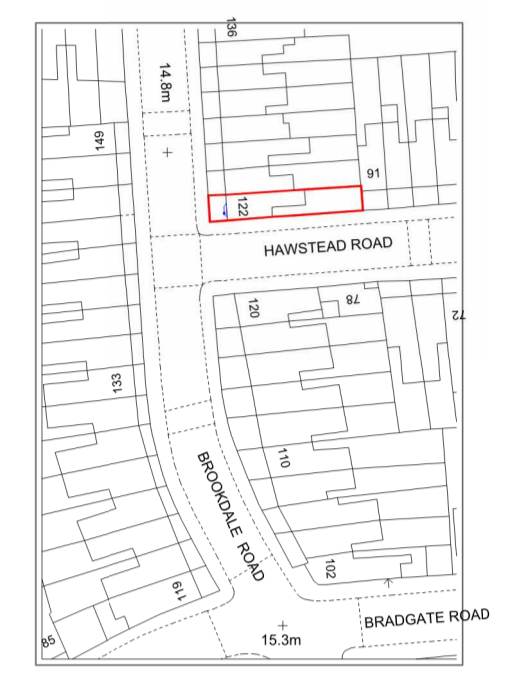 136
14.8m
149
91
122
HAWSTEAD ROAD
120
78
72
133
110
BROOKDALE ROAD
102
119
BRADGATE ROAD
15.3m
85